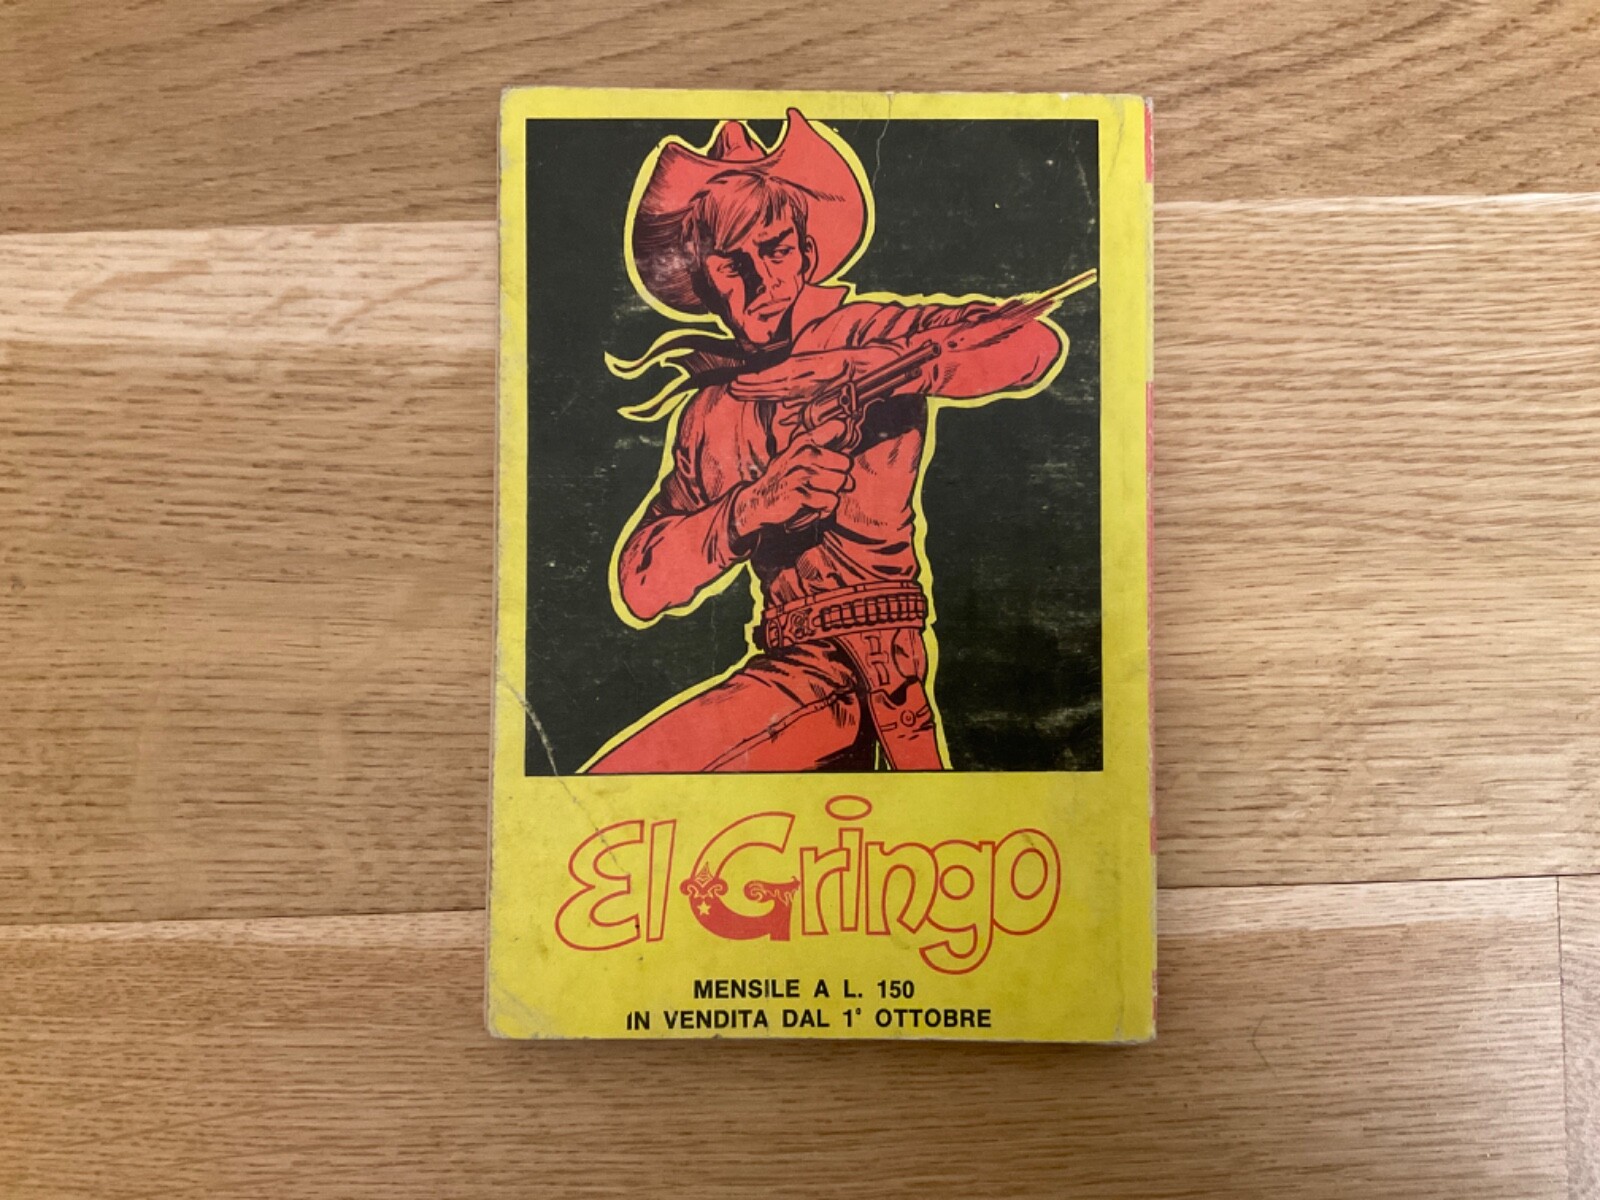 El Gringo
MENSILE A L. 150
IN VENDITA DAL 1° OTTOBRE